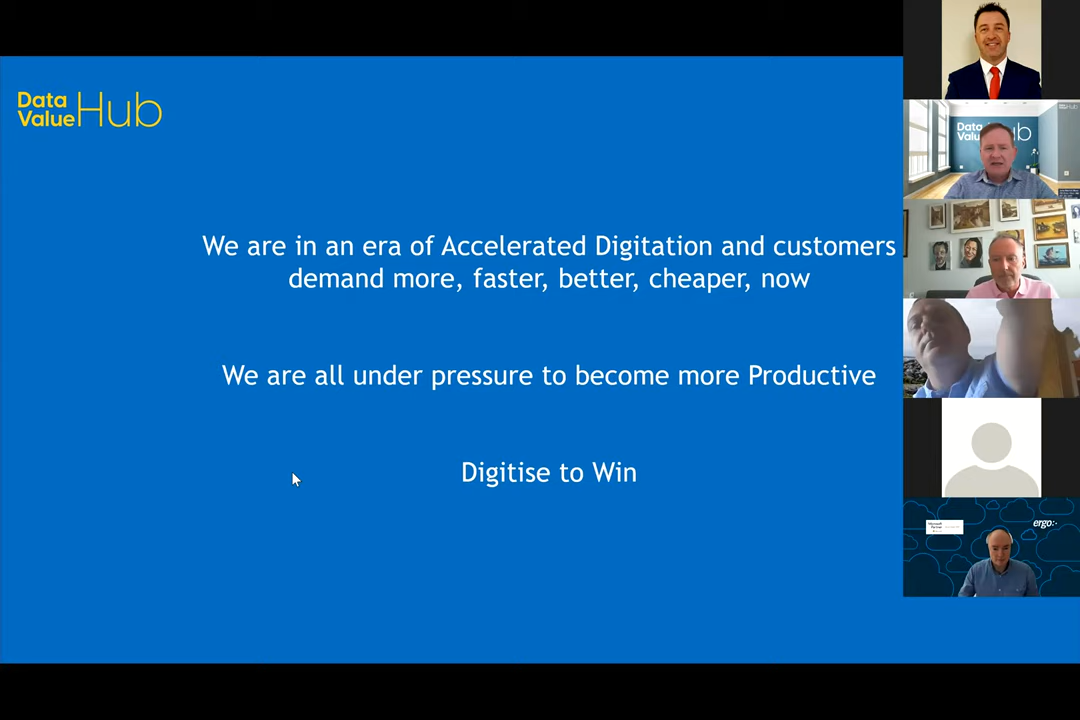 Data
Value Hub
We are in an era of Accelerated Digitation and customers
demand more, faster, better, cheaper, now
We are all under pressure to become more Productive
Digitise to Win
ergo: